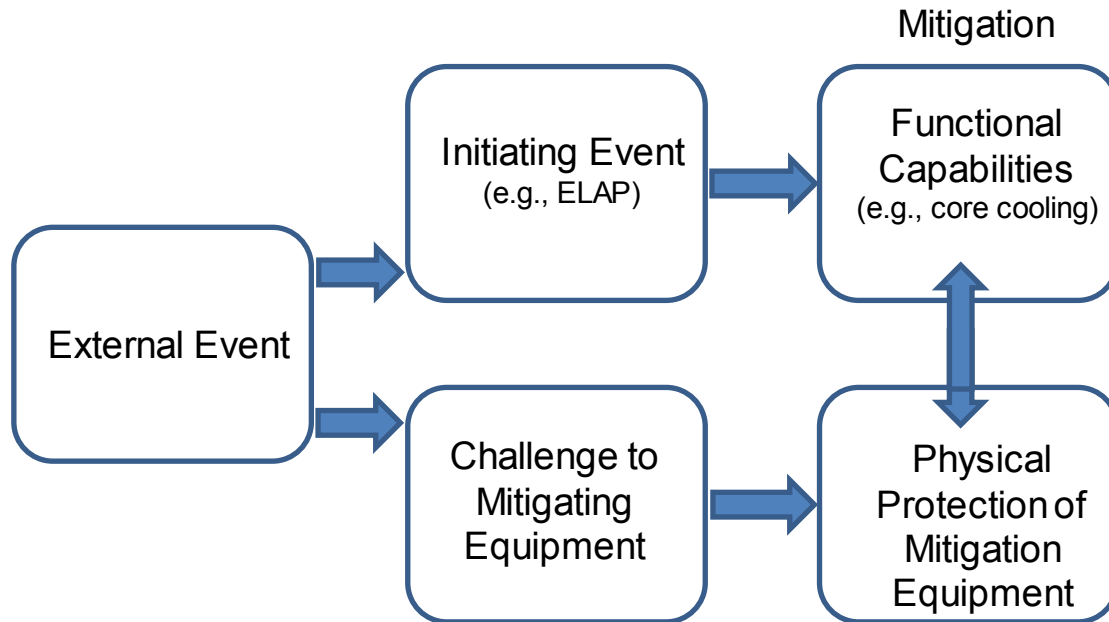 Mitigation
Initiating Event
(e.g., ELAP)
Functional
Capabilities
(e.g., core cooling)
External Event
Challenge to
Mitigating
Equipment
Physical
Protection of
Mitigation
Equipment